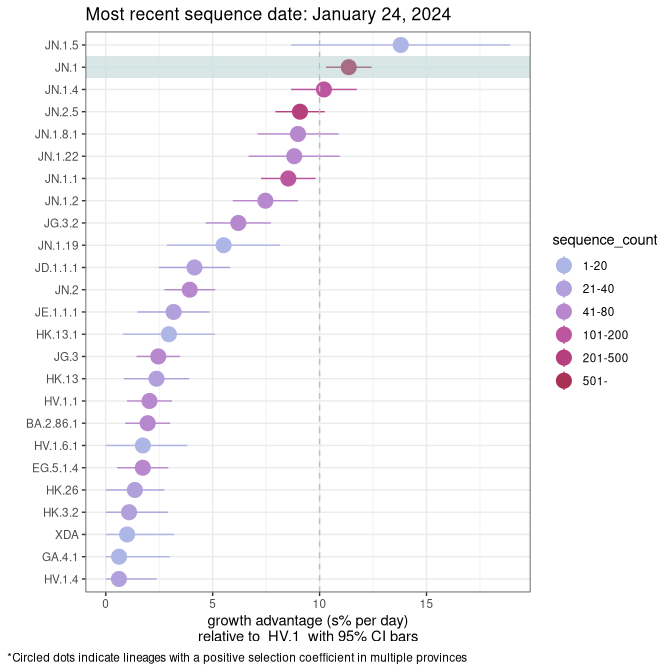 Most recent sequence date: January 24, 2024
JN.1.5
JN.1
JN.1.4
JN.2.5
JN.1.8.1
JN.1.22
JN.1.1
JN.1.2
JG.3.2
JN.1.19
JD.1.1.1
JN.2
JE.1.1.1
HK.13.1
JG.3
HK.13
HV.1.1
BA.2.86.1
HV.1.6.1
EG.5.1.4
HK.26
HK.3.2
XDA
GA.4.1
HV.1.4
0 5 10 15
growth advantage (s% per day)
relative to HV.1 with 95% CI bars
sequence_count
1-20
21-40
41-80
101-200
201-500
501-
*Circled dots indicate lineages with a positive selection coefficient in multiple provinces